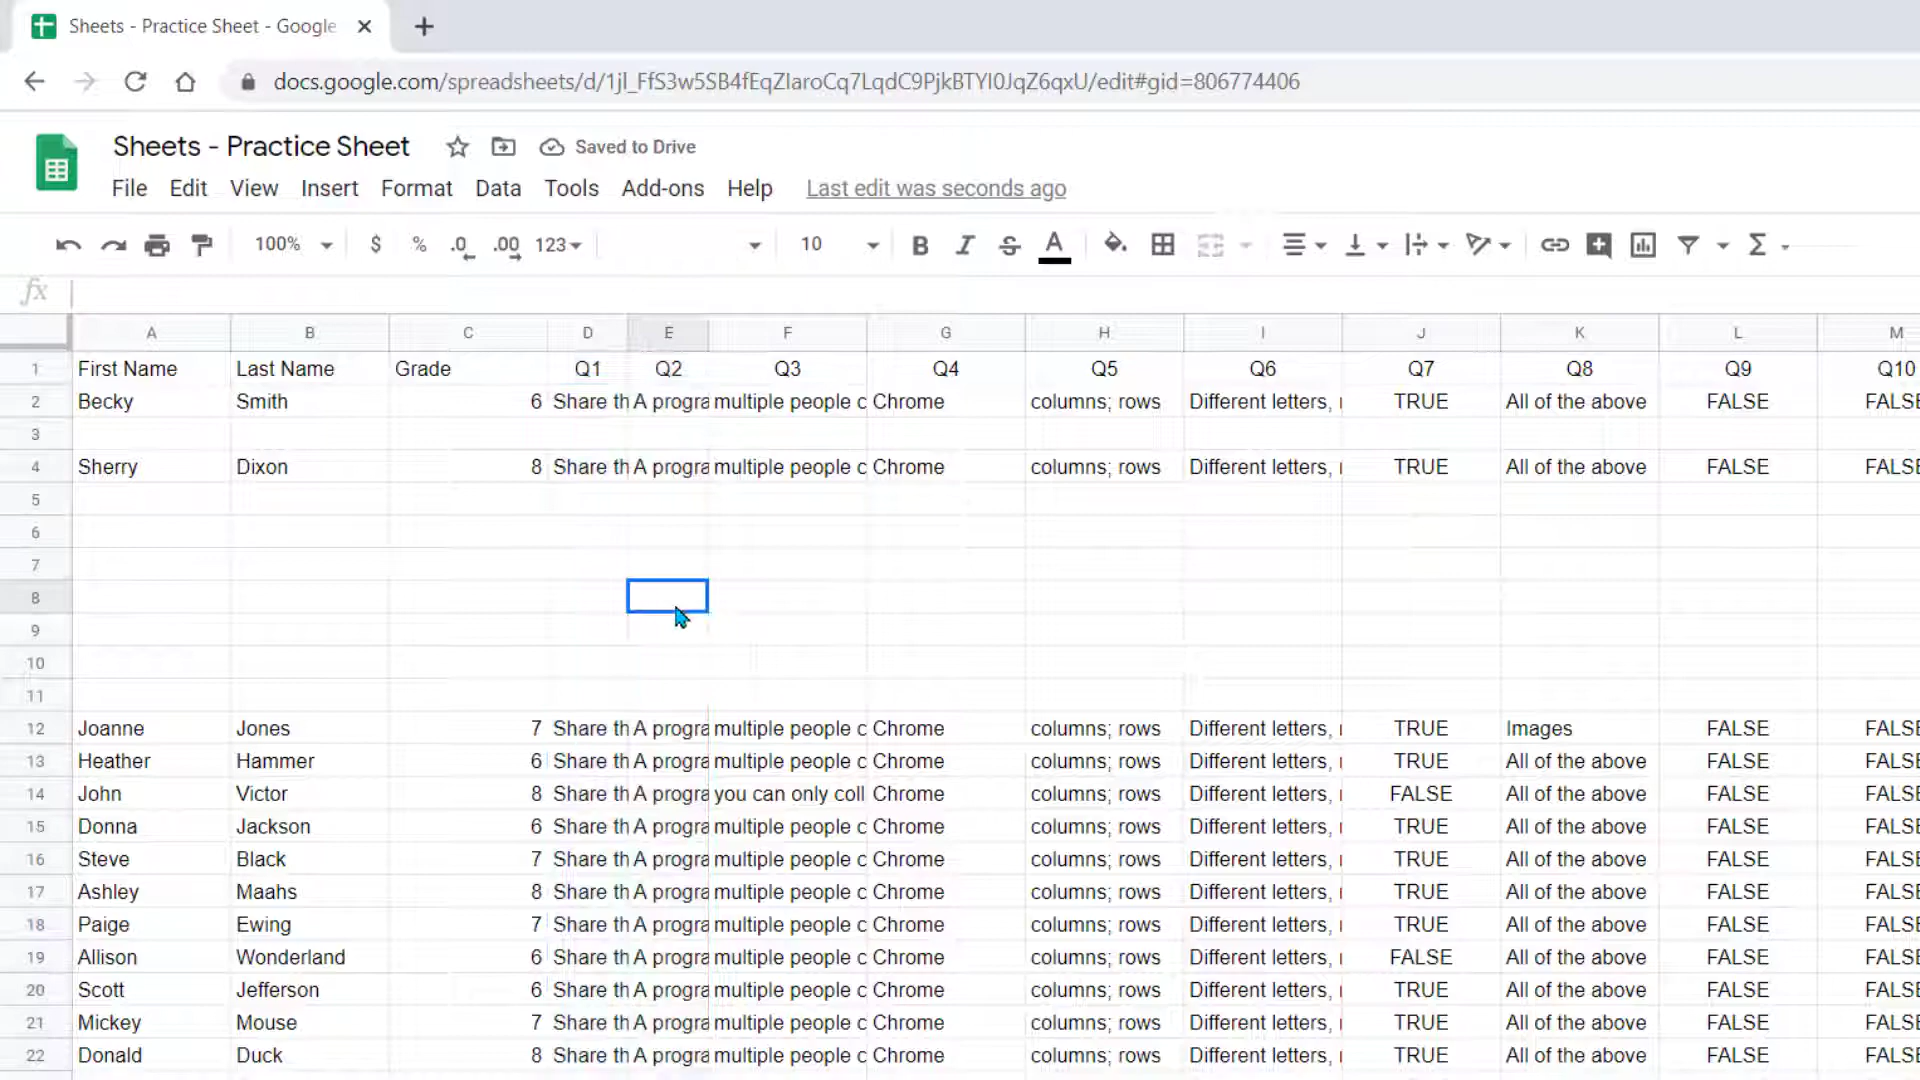 Sheets - Practice Sheet - Google
docs.google.com/spreadsheets/d/1jl_FfS3w5SB4fEqZIaroCq7LqdC9PjkBTYI0JqZ6qxU/edit#gid=806774406
Sheets - Practice Sheet Saved to Drive
File Edit View Insert Format Data Tools Add-ons Help Last edit was seconds ago
100% $ % .0 .00 123 10 B I S A Σ
fx
A B C D E F G H I J K L M
1 First Name Last Name Grade Q1 Q2 Q3 Q4 Q5 Q6 Q7 Q8 Q9 Q10
2 Becky Smith 6 Share th A progra multiple people c Chrome columns; rows Different letters, TRUE All of the above FALSE FALSE
3
4 Sherry Dixon 8 Share th A progra multiple people c Chrome columns; rows Different letters, TRUE All of the above FALSE FALSE
5
6
7
8
9
10
11
12 Joanne Jones 7 Share th A progra multiple people c Chrome columns; rows Different letters, TRUE Images FALSE FALSE
13 Heather Hammer 6 Share th A progra multiple people c Chrome columns; rows Different letters, TRUE All of the above FALSE FALSE
14 John Victor 8 Share th A progra you can only coll Chrome columns; rows Different letters, FALSE All of the above FALSE FALSE
15 Donna Jackson 6 Share th A progra multiple people c Chrome columns; rows Different letters, TRUE All of the above FALSE FALSE
16 Steve Black 7 Share th A progra multiple people c Chrome columns; rows Different letters, TRUE All of the above FALSE FALSE
17 Ashley Maahs 8 Share th A progra multiple people c Chrome columns; rows Different letters, TRUE All of the above FALSE FALSE
18 Paige Ewing 7 Share th A progra multiple people c Chrome columns; rows Different letters, TRUE All of the above FALSE FALSE
19 Allison Wonderland 6 Share th A progra multiple people c Chrome columns; rows Different letters, FALSE All of the above FALSE FALSE
20 Scott Jefferson 6 Share th A progra multiple people c Chrome columns; rows Different letters, TRUE All of the above FALSE FALSE
21 Mickey Mouse 7 Share th A progra multiple people c Chrome columns; rows Different letters, TRUE All of the above FALSE FALSE
22 Donald Duck 8 Share th A progra multiple people c Chrome columns; rows Different letters, TRUE All of the above FALSE FALSE